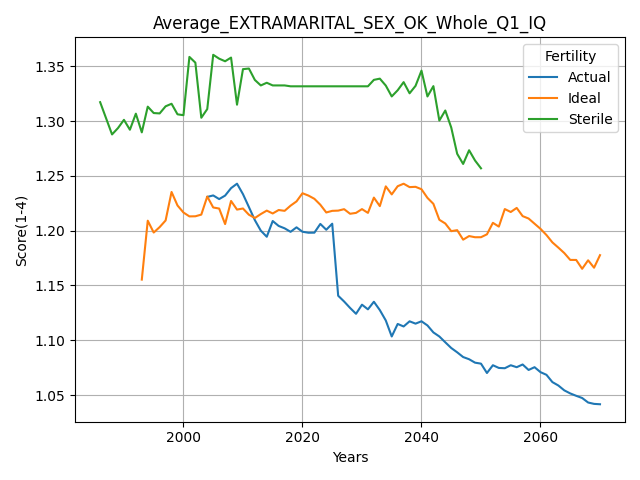 Average_EXTRAMARITAL_SEX_OK_Whole_Q1_IQ
Fertility
Actual
Ideal
Sterile
Score(1-4)
1.35
1.30
1.25
1.20
1.15
1.10
1.05
2000
2020
2040
2060
Years